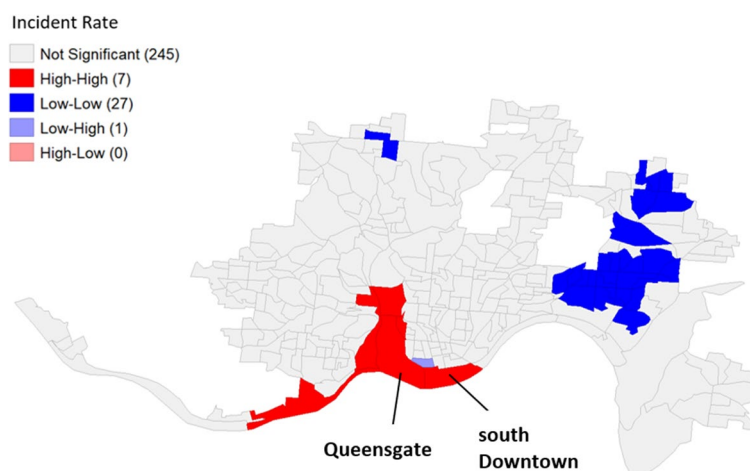 Incident Rate
Not Significant (245)
High-High (7)
Low-Low (27)
Low-High (1)
High-Low (0)
Queensgate
south
Downtown